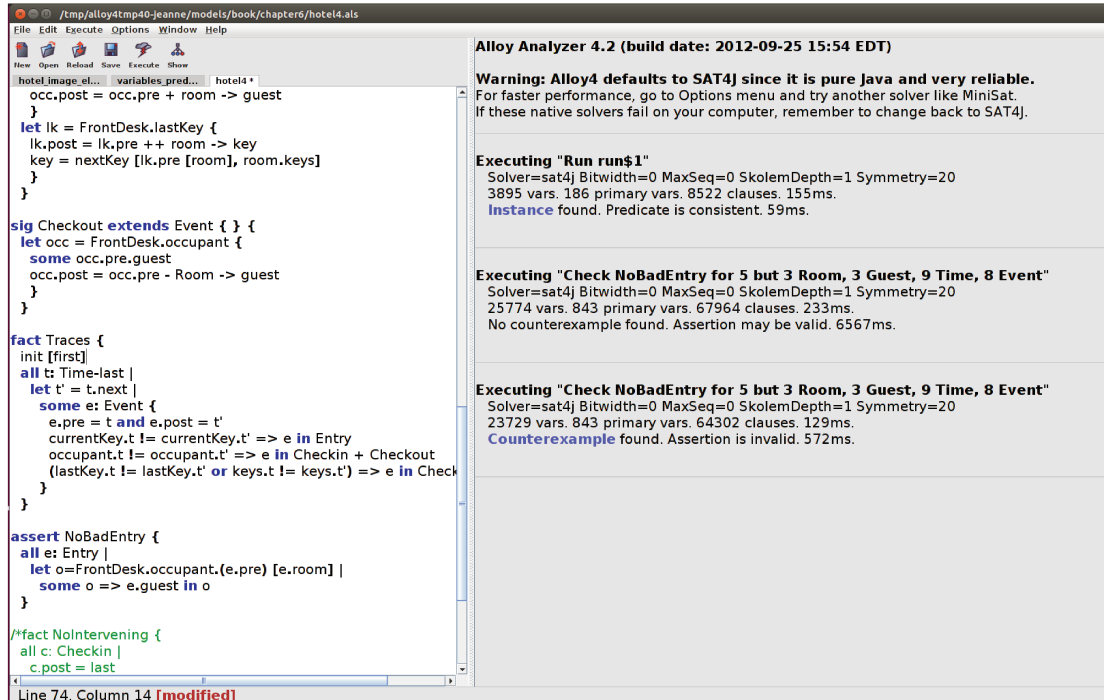 /tmp/alloy4tmp40-jeanne/models/book/chapter6/hotel4.als
File Edit Execute Options Window Help
New Open Reload Save Execute Show
hotel_image_el... variables_pred... hotel4 *
occ.post = occ.pre + room -> guest
}
let lk = FrontDesk.lastKey {
lk.post = lk.pre ++ room -> key
key = nextKey [lk.pre [room], room.keys]
}
}
sig Checkout extends Event { } {
let occ = FrontDesk.occupant {
some occ.pre.guest
occ.post = occ.pre - Room -> guest
}
}
fact Traces {
init [first]
all t: Time-last |
let t' = t.next |
some e: Event {
e.pre = t and e.post = t'
currentKey.t != currentKey.t' => e in Entry
occupant.t != occupant.t' => e in Checkin + Checkout
(lastKey.t != lastKey.t' or keys.t != keys.t') => e in Check
}
}
assert NoBadEntry {
all e: Entry |
let o=FrontDesk.occupant.(e.pre) [e.room] |
some o => e.guest in o
}
/*fact NoIntervening {
all c: Checkin |
c.post = last
Line 74, Column 14 [modified]
Alloy Analyzer 4.2 (build date: 2012-09-25 15:54 EDT)
Warning: Alloy4 defaults to SAT4J since it is pure Java and very reliable.
For faster performance, go to Options menu and try another solver like MiniSat.
If these native solvers fail on your computer, remember to change back to SAT4J.
Executing "Run run$1"
Solver=sat4j Bitwidth=0 MaxSeq=0 SkolemDepth=1 Symmetry=20
3895 vars. 186 primary vars. 8522 clauses. 155ms.
Instance found. Predicate is consistent. 59ms.
Executing "Check NoBadEntry for 5 but 3 Room, 3 Guest, 9 Time, 8 Event"
Solver=sat4j Bitwidth=0 MaxSeq=0 SkolemDepth=1 Symmetry=20
25774 vars. 843 primary vars. 67964 clauses. 233ms.
No counterexample found. Assertion may be valid. 6567ms.
Executing "Check NoBadEntry for 5 but 3 Room, 3 Guest, 9 Time, 8 Event"
Solver=sat4j Bitwidth=0 MaxSeq=0 SkolemDepth=1 Symmetry=20
23729 vars. 843 primary vars. 64302 clauses. 129ms.
Counterexample found. Assertion is invalid. 572ms.